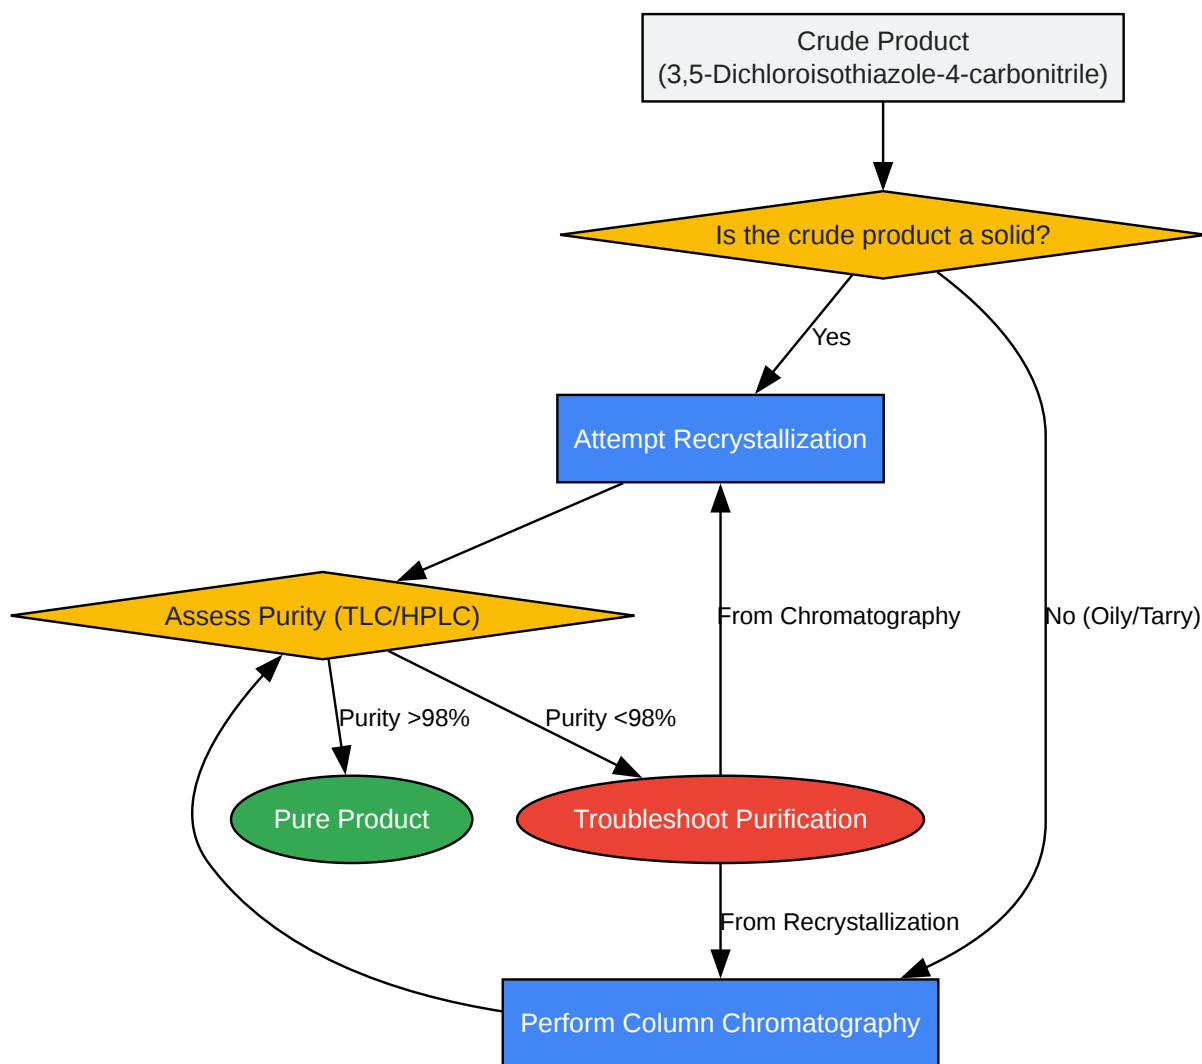 Crude Product
(3,5-Dichloroisothiazole-4-carbonitrile)
Is the crude product a solid?
Yes
Attempt Recrystallization
Assess Purity (TLC/HPLC)
From Chromatography
No (Oily/Tarry)
Purity >98%
Purity <98%
Pure Product
Troubleshoot Purification
From Recrystallization
Perform Column Chromatography